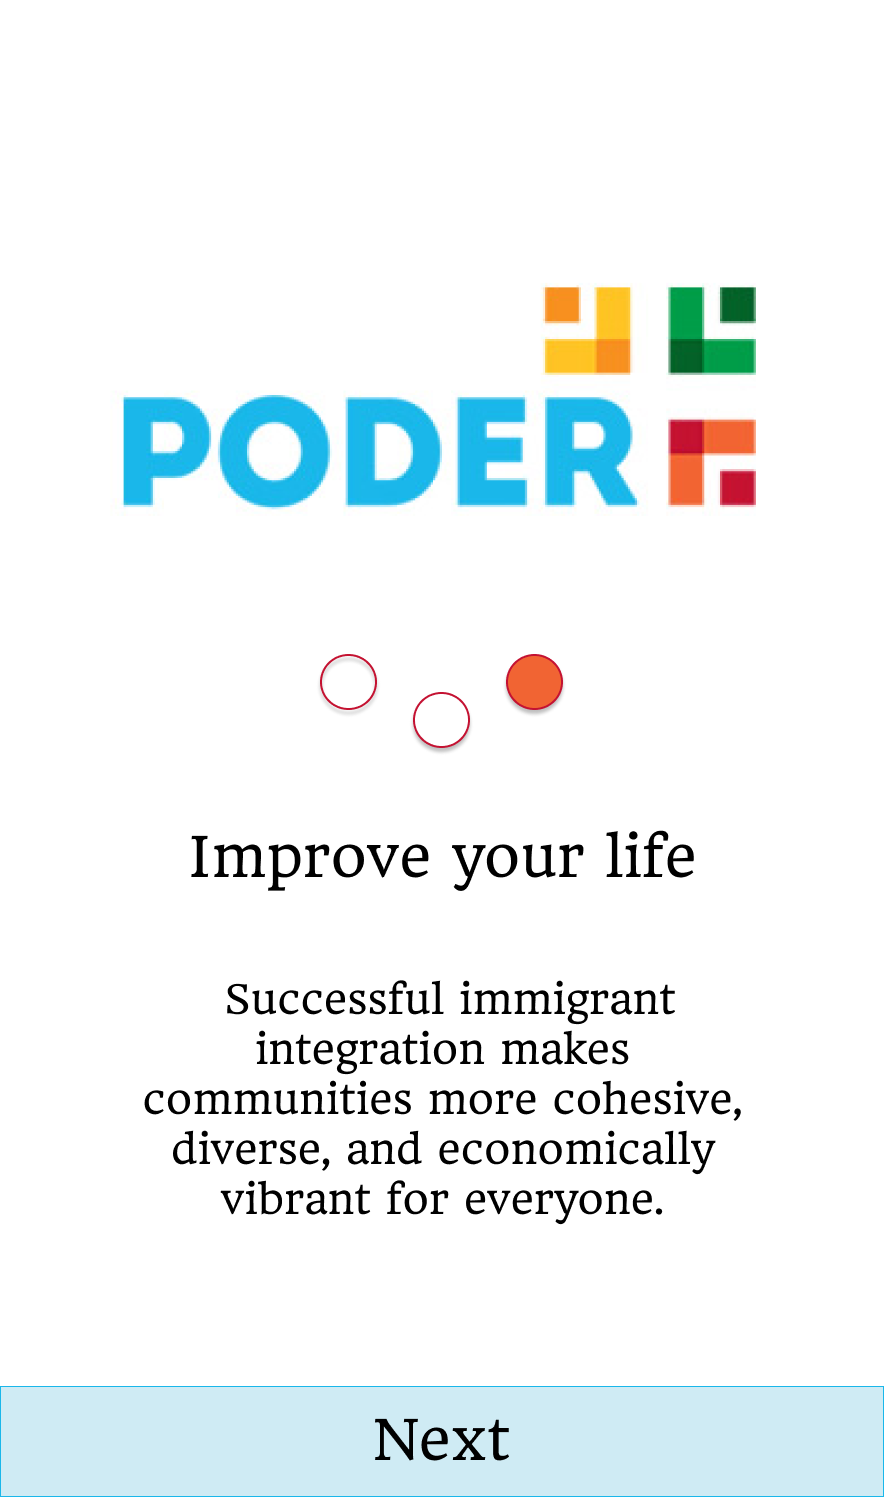 PODER
Improve your life
Successful immigrant
integration makes
communities more cohesive,
diverse, and economically
vibrant for everyone.
Next